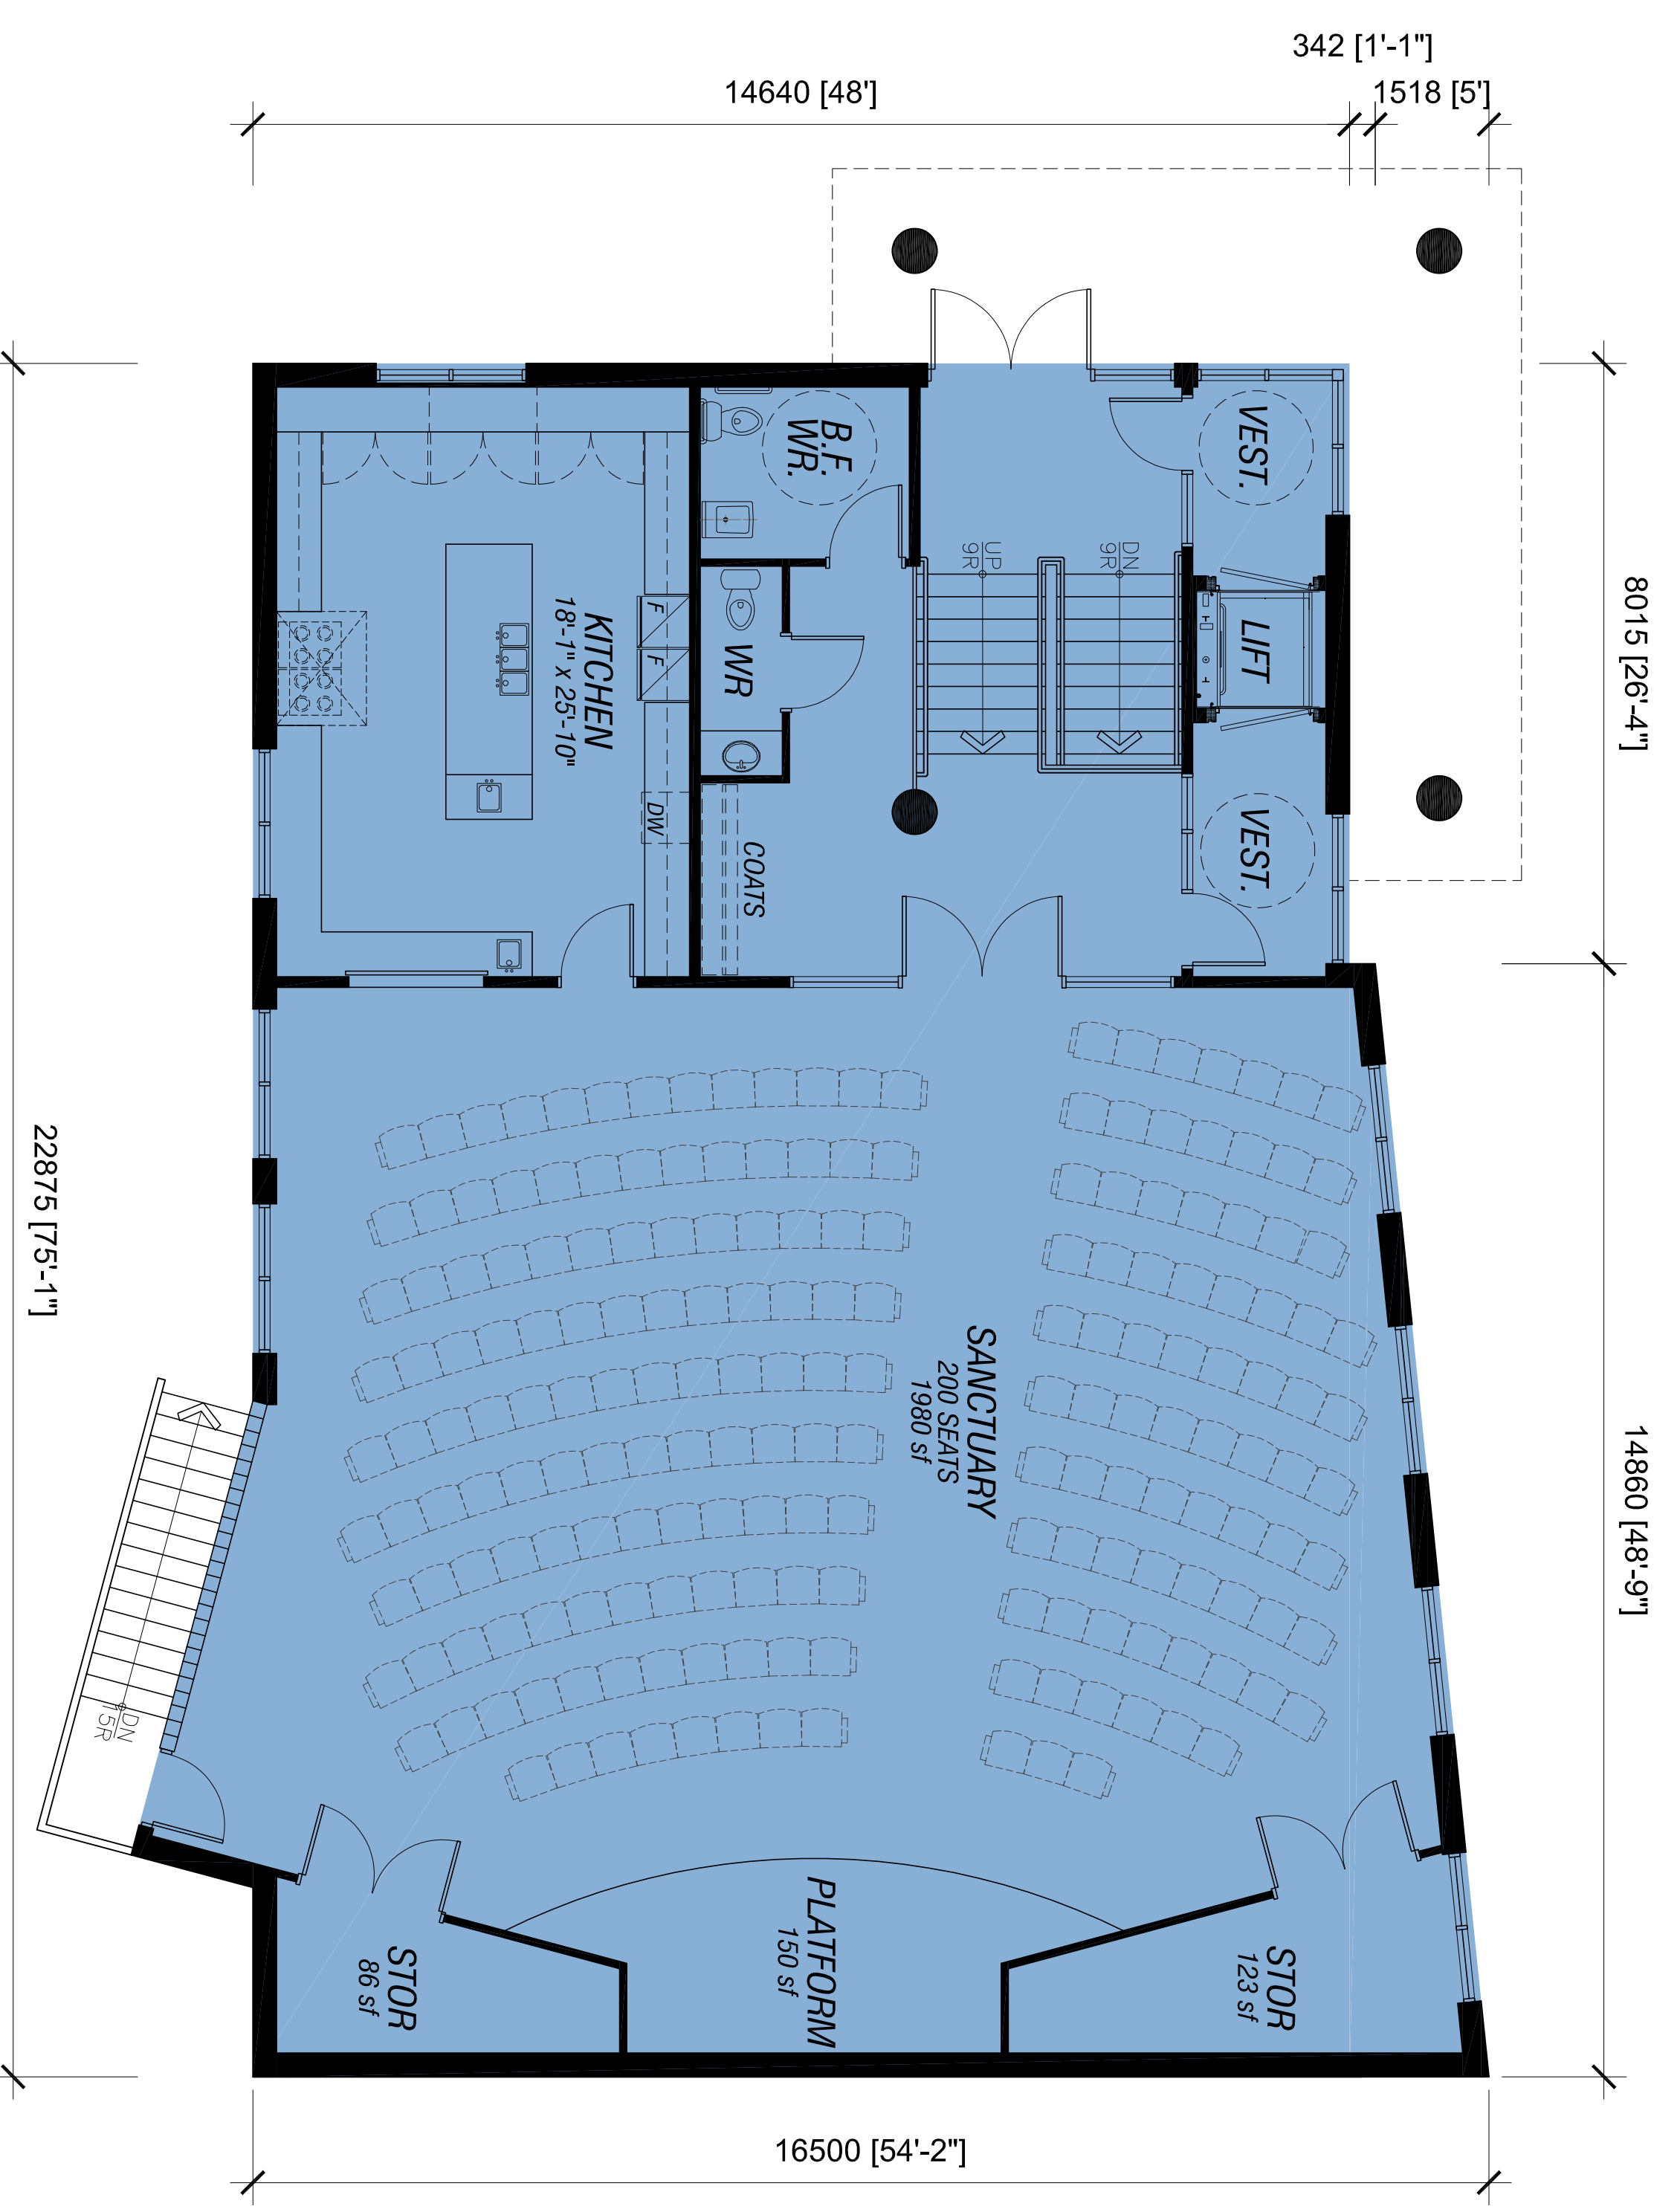 342 [1'-1"]
14640 [48']
1518 [5']
B.F.
WR.
VEST.
UP
9R
DN
9R
8015 [26'-4"]
KITCHEN
18'-1" x 25'-10"
F
F
WR
LIFT
DW
COATS
VEST.
22875 [75'-1"]
SANCTUARY
200 SEATS
1980 sf
14860 [48'-9"]
DN
15R
STOR
86 sf
PLATFORM
150 sf
STOR
123 sf
16500 [54'-2"]